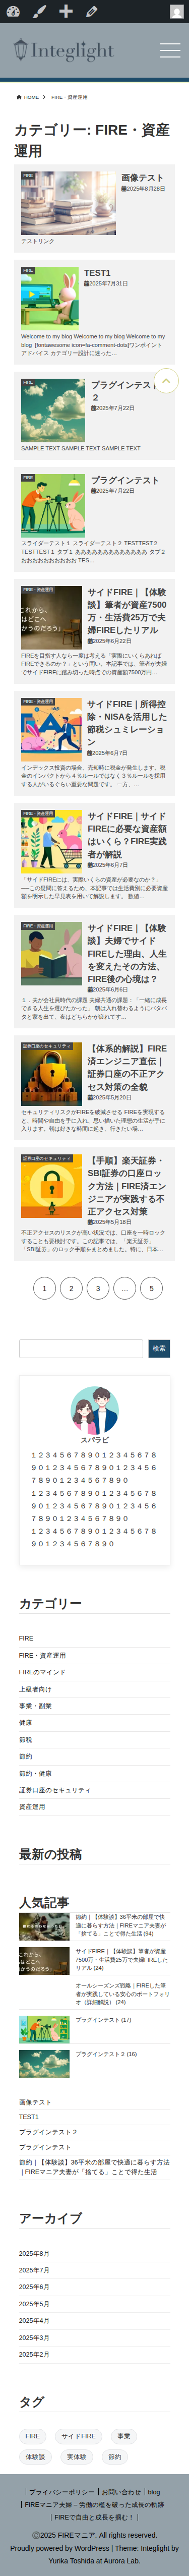 Integlight
HOME
FIRE・資産運用
カテゴリー: FIRE・資産
運用
FIRE
画像テスト
2025年8月28日
テストリンク
FIRE
TEST1
2025年7月31日
Welcome to my blog Welcome to my blog Welcome to my
blog [fontawesome icon=fa-comment-dots]ワンポイント
アドバイス カテゴリー設計に迷った…
FIRE
プラグインテスト
２
2025年7月22日
SAMPLE TEXT SAMPLE TEXT SAMPLE TEXT
FIRE
プラグインテスト
2025年7月22日
スライダーテスト１ スライダーテスト２ TESTTEST２
TESTTEST１ タブ１ ああああああああああああああ タブ２
おおおおおおおおおお TES…
FIRE・資産運用
これから、
のだろう)
サイドFIRE｜【体験
談】筆者が資産7500
万・生活費25万で夫
婦FIREしたリアル
2025年6月22日
FIREを目指す人なら一度は考える「実際にいくらあれば
FIREできるのか？」という問い。本記事では、筆者が夫線
でサイドFIREに踏み切った時点での資産額7500万円…
FIRE・資産運用
サイドFIRE｜所得控
除・NISAを活用した
節税シュミレーショ
ン
2025年6月7日
インデックス投資の場合、売却時に税金が発生します。税
金のインパクトから４％ルールではなく３％ルールを採用
する人がいるぐらい重要な問題です。 一方、…
FIRE・資産運用
サイドFIRE｜サイド
FIREに必要な資産額
はいくら？FIRE実践
者が解説
2025年6月7日
「サイドFIREには、実際いくらの資産が必要なのか？」
──この疑問に答えるため、本記事では生活費別に必要資産
額を明示した早見表を用いて解説します。 数値…
FIRE・資産運用
サイドFIRE｜【体験
談】夫婦でサイド
FIREした理由、人生
を変えたその方法、
FIRE後の心境は？
2025年6月6日
１．夫が会社員時代の課題 夫婦共通の課題：「一緒に成長
できる人生を選びたかった」 朝は入れ替わるようにバタバ
タと家を出て、夜はどちらかが疲れてす…
証券口座のセキュリティ
【体系的解説】FIRE
済エンジニア直伝｜
証券口座の不正アク
セス対策の全貌
2025年5月20日
セキュリティリスクがFIREを破滅させる FIREを実現する
と、時間や自由を手に入れ、思い描いた理想の生活が手に
入ります。朝は好きな時間に起き、日当たり…
証券口座のセキュリティ
【手順】楽天証券・
SBI証券の口座ロッ
ク方法｜FIRE済エン
ジニアが実践する不
正アクセス対策
2025年5月18日
不正アクセスのリスクが高い状況では、口座を一時ロック
することも要検討です。この記事では、「楽天証券」
「SBI証券」のロック手順をまとめました。特に、日本…
1 2 3 … 5
検索
スパラピ
１２３４５６７８９０１２３４５６７８
９０１２３４５６７８９０１２３４５６
７８９０１２３４５６７８９０
１２３４５６７８９０１２３４５６７８
９０１２３４５６７８９０１２３４５６
７８９０１２３４５６７８９０
１２３４５６７８９０１２３４５６７８
９０１２３４５６７８９０
カテゴリー
FIRE
FIRE・資産運用
FIREのマインド
上級者向け
事業・副業
健康
節税
節約
節約・健康
証券口座のセキュリティ
資産運用
最新の投稿
人気記事
節約｜【体験談】36平米の部屋で快
適に暮らす方法｜FIREマニア夫妻が
「捨てる」ことで得た生活 (94)
サイドFIRE｜【体験談】筆者が資産
7500万・生活費25万で夫婦FIREした
リアル (24)
オールシーズンズ戦略｜FIREした筆
者が実践している安心のポートフォリ
オ（詳細解説） (24)
プラグインテスト (17)
プラグインテスト２ (16)
画像テスト
TEST1
プラグインテスト２
プラグインテスト
節約｜【体験談】36平米の部屋で快適に暮らす方法
｜FIREマニア夫妻が「捨てる」ことで得た生活
アーカイブ
2025年8月
2025年7月
2025年6月
2025年5月
2025年4月
2025年3月
2025年2月
タグ
FIRE サイドFIRE 事業
体験談 実体験 節約
プライバシーポリシー｜お問い合わせ｜blog
｜FIREマニア夫婦 – 労働の檻を破った成長の軌跡
｜FIREで自由と成長を掴む！｜
Ⓒ2025 FIREマニア. All rights reserved.
Proudly powered by WordPress | Theme: Integlight by
Yurika Toshida at Aurora Lab.